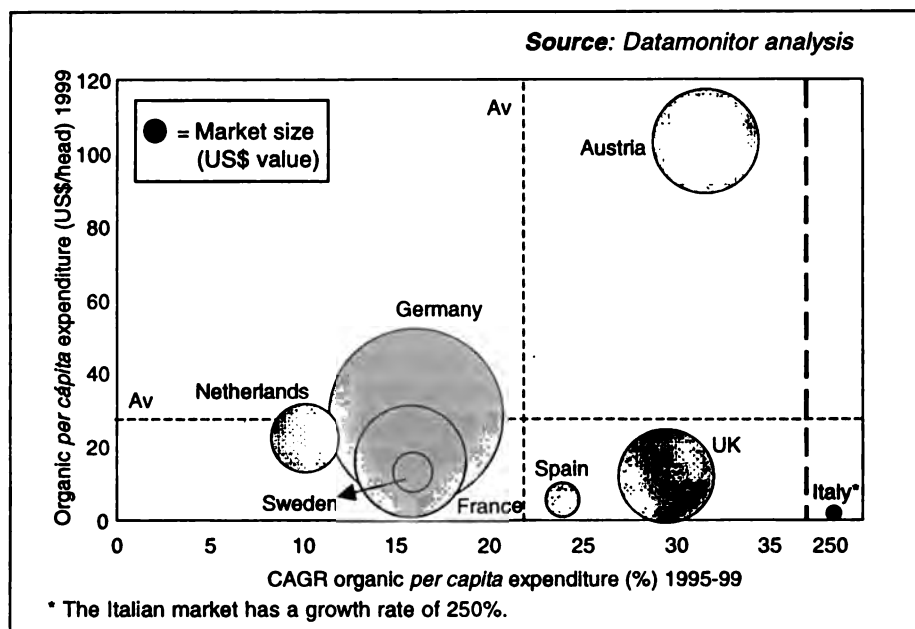 Source: Datamonitor analysis
Organic per cápita expenditure (US$/head) 1999
120
100
80
60
40
20
0
= Market size
(US$ value)
Av
Austria
Germany
Netherlands
Av
Sweden
France
Spain
UK
Italy*
0 5 10 15 20 25 30 35 250
CAGR organic per capita expenditure (%) 1995-99
* The Italian market has a growth rate of 250%.